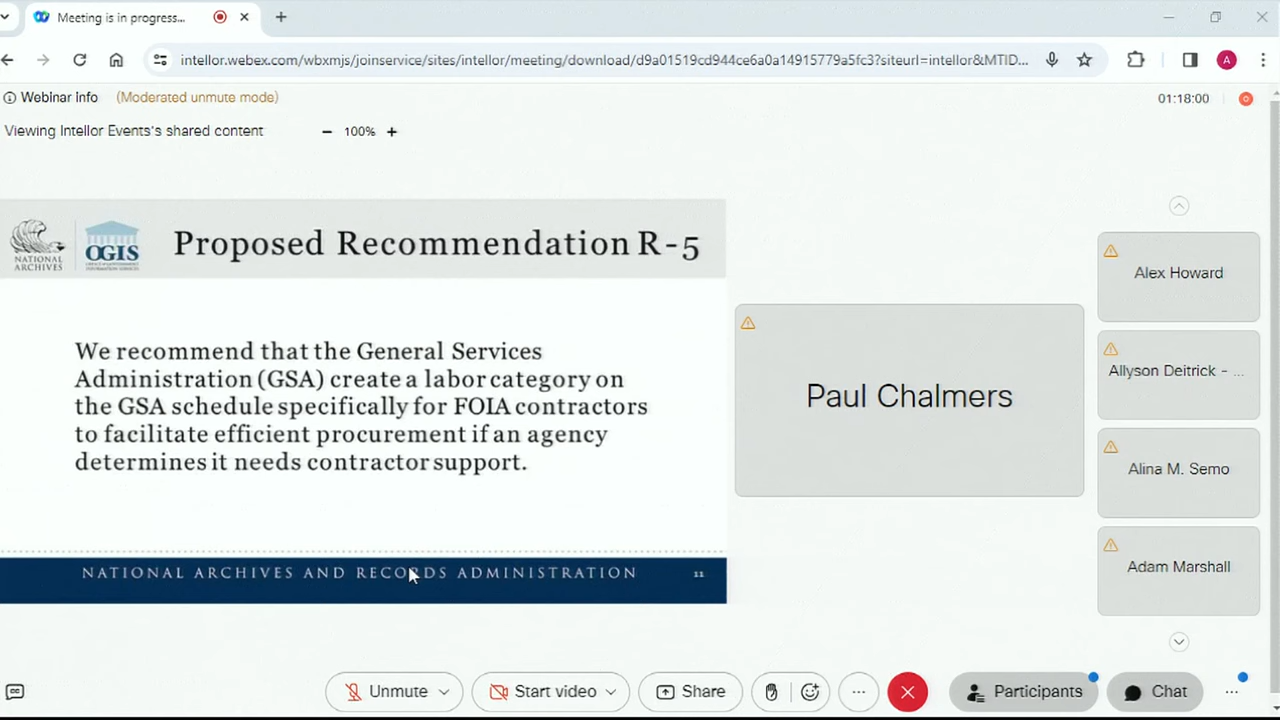 Meeting is in progress...
intellor.webex.com/wbxmjs/joinservice/sites/intellor/meeting/download/d9a01519cd944ce6a0a14915779a5fc3?siteurl=intellor&MTID...
A
Webinar info (Moderated unmute mode)
01:18:00
Viewing Intellor Events's shared content
100%
NATIONAL
ARCHIVES
OGIS
Proposed Recommendation R-5
We recommend that the General Services
Administration (GSA) create a labor category on
the GSA schedule specifically for FOIA contractors
to facilitate efficient procurement if an agency
determines it needs contractor support.
NATIONAL ARCHIVES AND RECORDS ADMINISTRATION
11
Paul Chalmers
Alex Howard
Allyson Deitrick - ...
Alina M. Semo
Adam Marshall
Unmute
Start video
Share
Participants
Chat